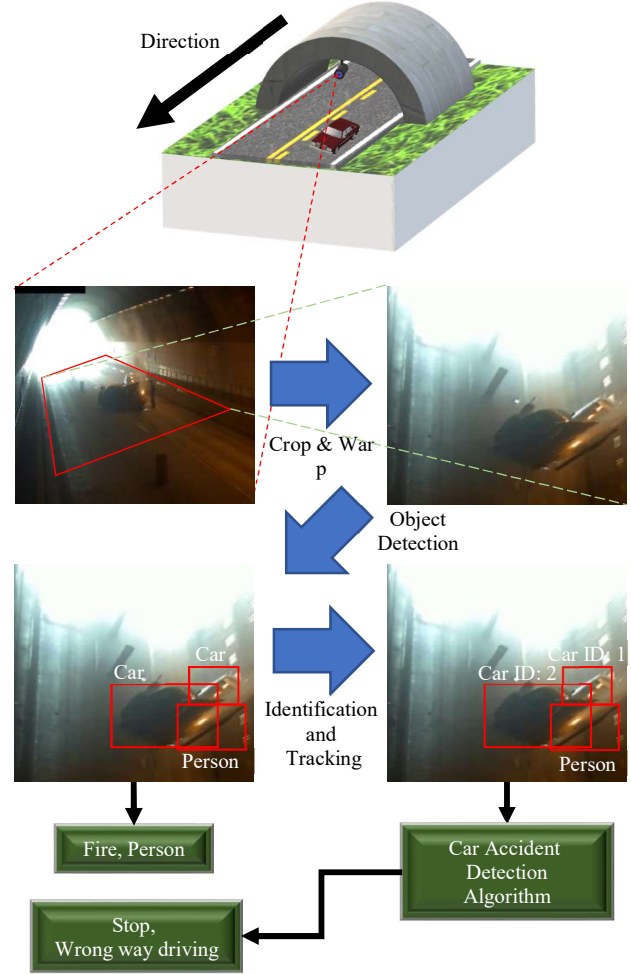 Direction
Crop & War
p
Object
Detection
Car
Car
Person
Identification
and
Tracking
Car ID: 1
Car ID: 2
Person
Fire, Person
Car Accident
Detection
Algorithm
Stop,
Wrong way driving